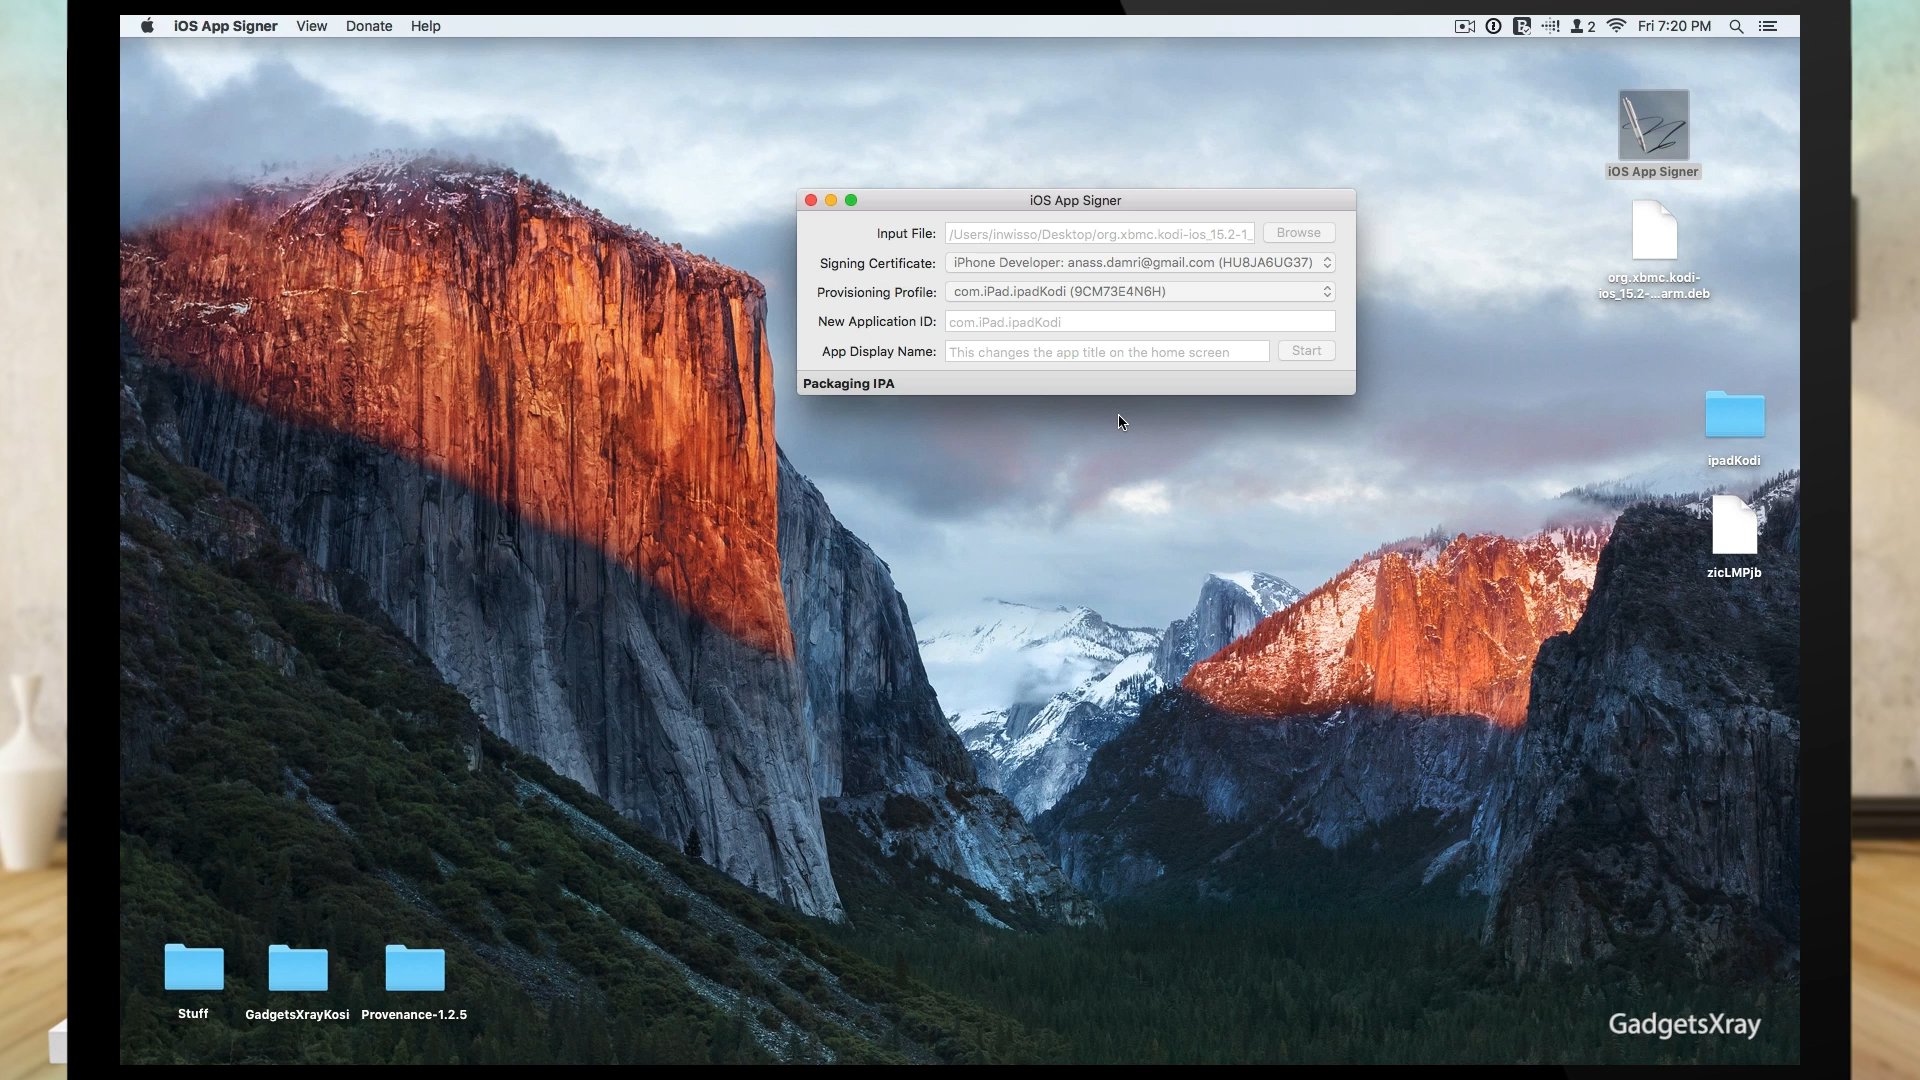 iOS App Signer View Donate Help
2 Fri 7:20 PM
iOS App Signer
Input File: /Users/inwisso/Desktop/org.xbmc.kodi-ios_15.2-1_ Browse
Signing Certificate: iPhone Developer: anass.damri@gmail.com (HU8JA6UG37)
Provisioning Profile: com.iPad.ipadKodi (9CM73E4N6H)
New Application ID: com.iPad.ipadKodi
App Display Name: This changes the app title on the home screen Start
Packaging IPA
iOS App Signer
org.xbmc.kodi-
ios_15.2-...arm.deb
ipadKodi
zicLMPjb
Stuff
GadgetsXrayKosi
Provenance-1.2.5
GadgetsXray